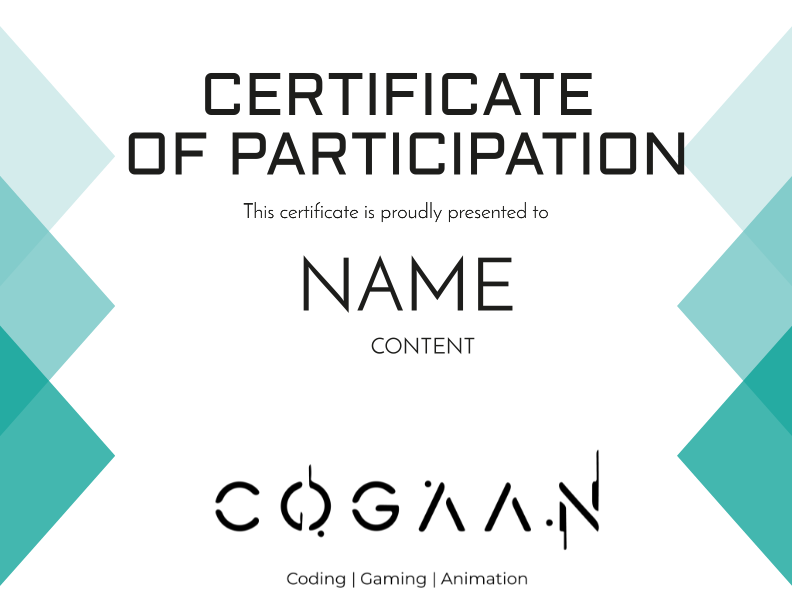 CERTIFICATE
OF PARTICIPATION
This certificate is proudly presented to
NAME
CONTENT
COGAAN
Coding | Gaming | Animation